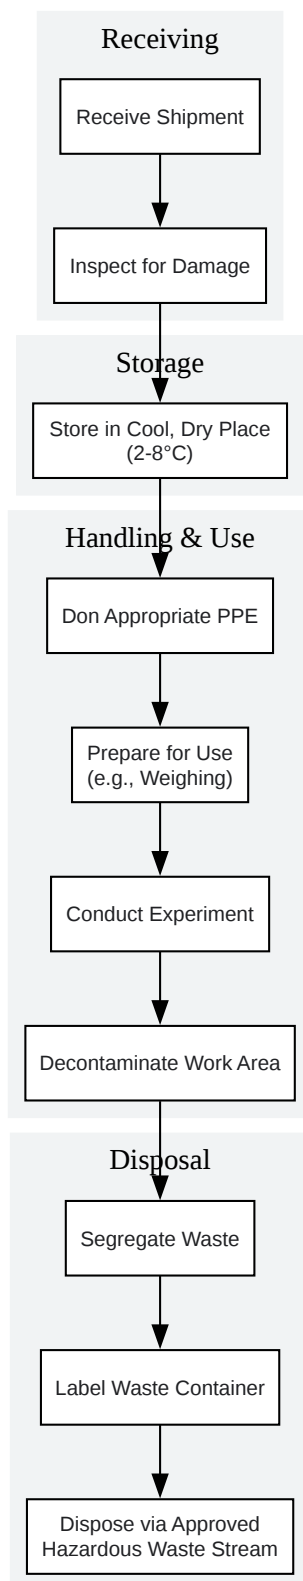 Receiving
Receive Shipment
Inspect for Damage
Storage
Store in Cool, Dry Place
(2-8°C)
Handling & Use
Don Appropriate PPE
Prepare for Use
(e.g., Weighing)
Conduct Experiment
Decontaminate Work Area
Disposal
Segregate Waste
Label Waste Container
Dispose via Approved
Hazardous Waste Stream